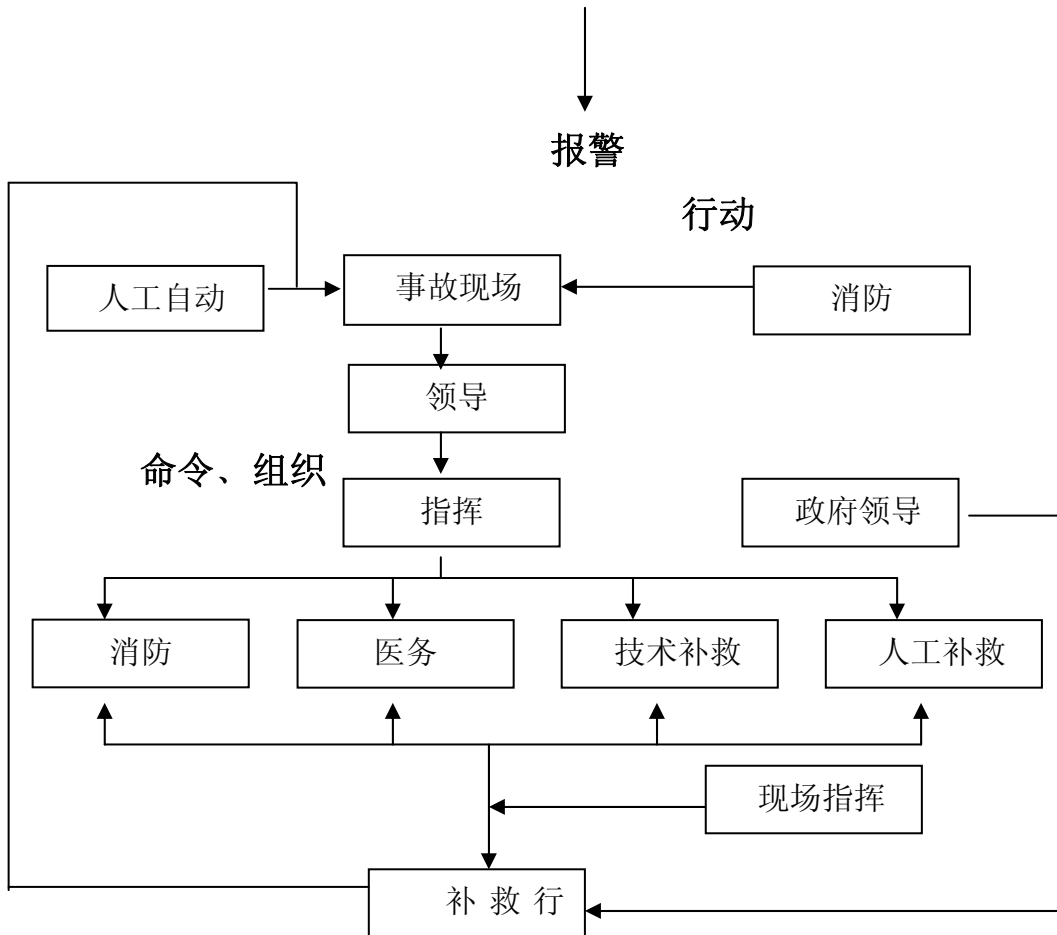 报警
行动
人工自动
事故现场
消防
领导
命令、组织
指挥
政府领导
消防
医务
技术补救
人工补救
现场指挥
补救行